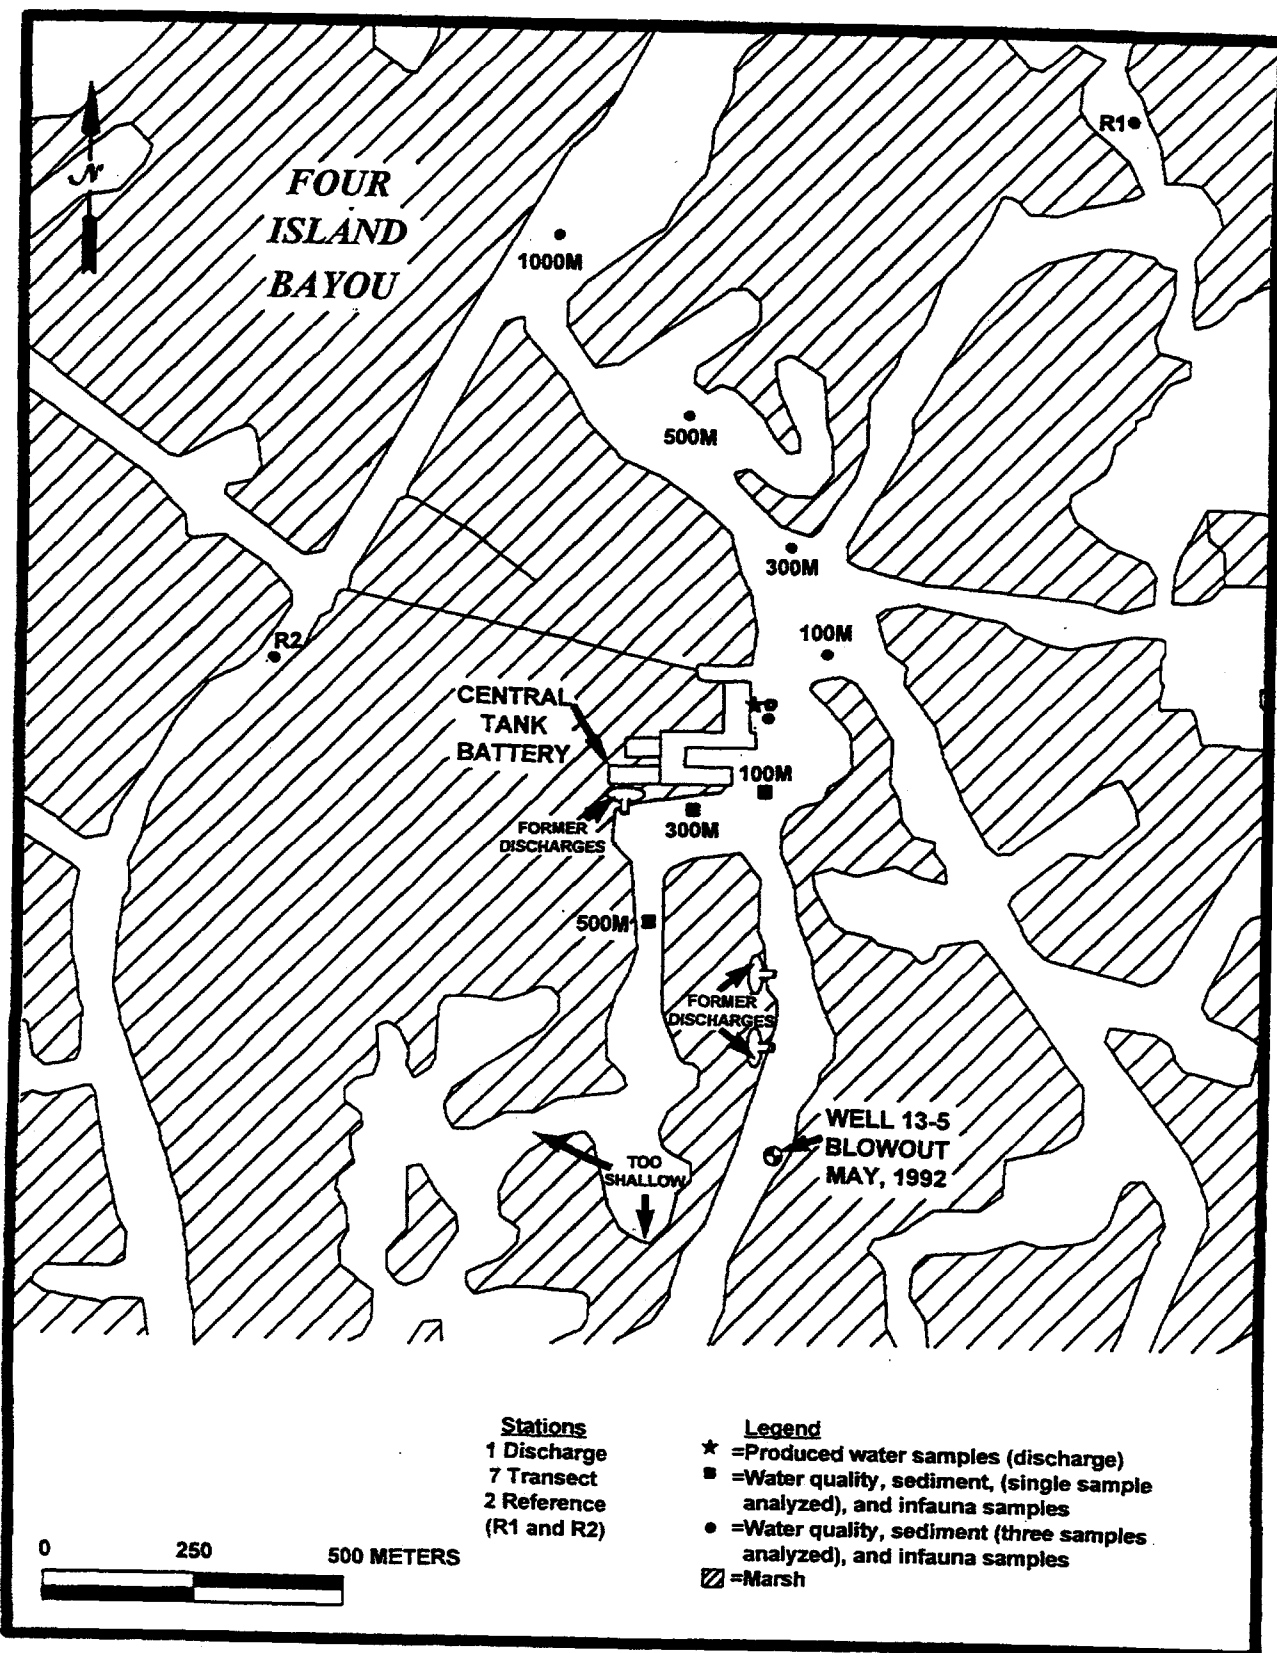 R1
N
FOUR
ISLAND
BAYOU
1000M
500M
300M
100M
R2
CENTRAL
TANK
BATTERY
100M
300M
FORMER
DISCHARGES
500M
FORMER
DISCHARGES
WELL 13-5
BLOWOUT
MAY, 1992
TOO
SHALLOW
Stations
1 Discharge
7 Transect
2 Reference
(R1 and R2)
Legend
=Produced water samples (discharge)
=Water quality, sediment, (single sample
analyzed), and infauna samples
=Water quality, sediment (three samples
analyzed), and infauna samples
=Marsh
0 250 500 METERS